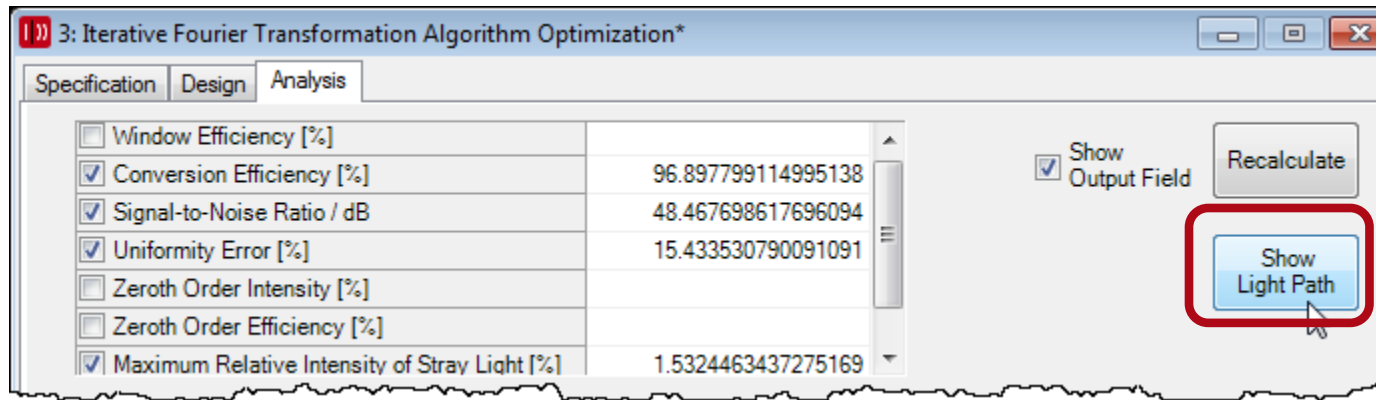 3: Iterative Fourier Transformation Algorithm Optimization*
Specification Design Analysis
Window Efficiency [%]
Conversion Efficiency [%] 96.897799114995138
Signal-to-Noise Ratio / dB 48.467698617696094
Uniformity Error [%] 15.433530790091091
Zeroth Order Intensity [%]
Zeroth Order Efficiency [%]
Maximum Relative Intensity of Stray Light [%] 1.5324463437275169
Show
Output Field
Recalculate
Show
Light Path